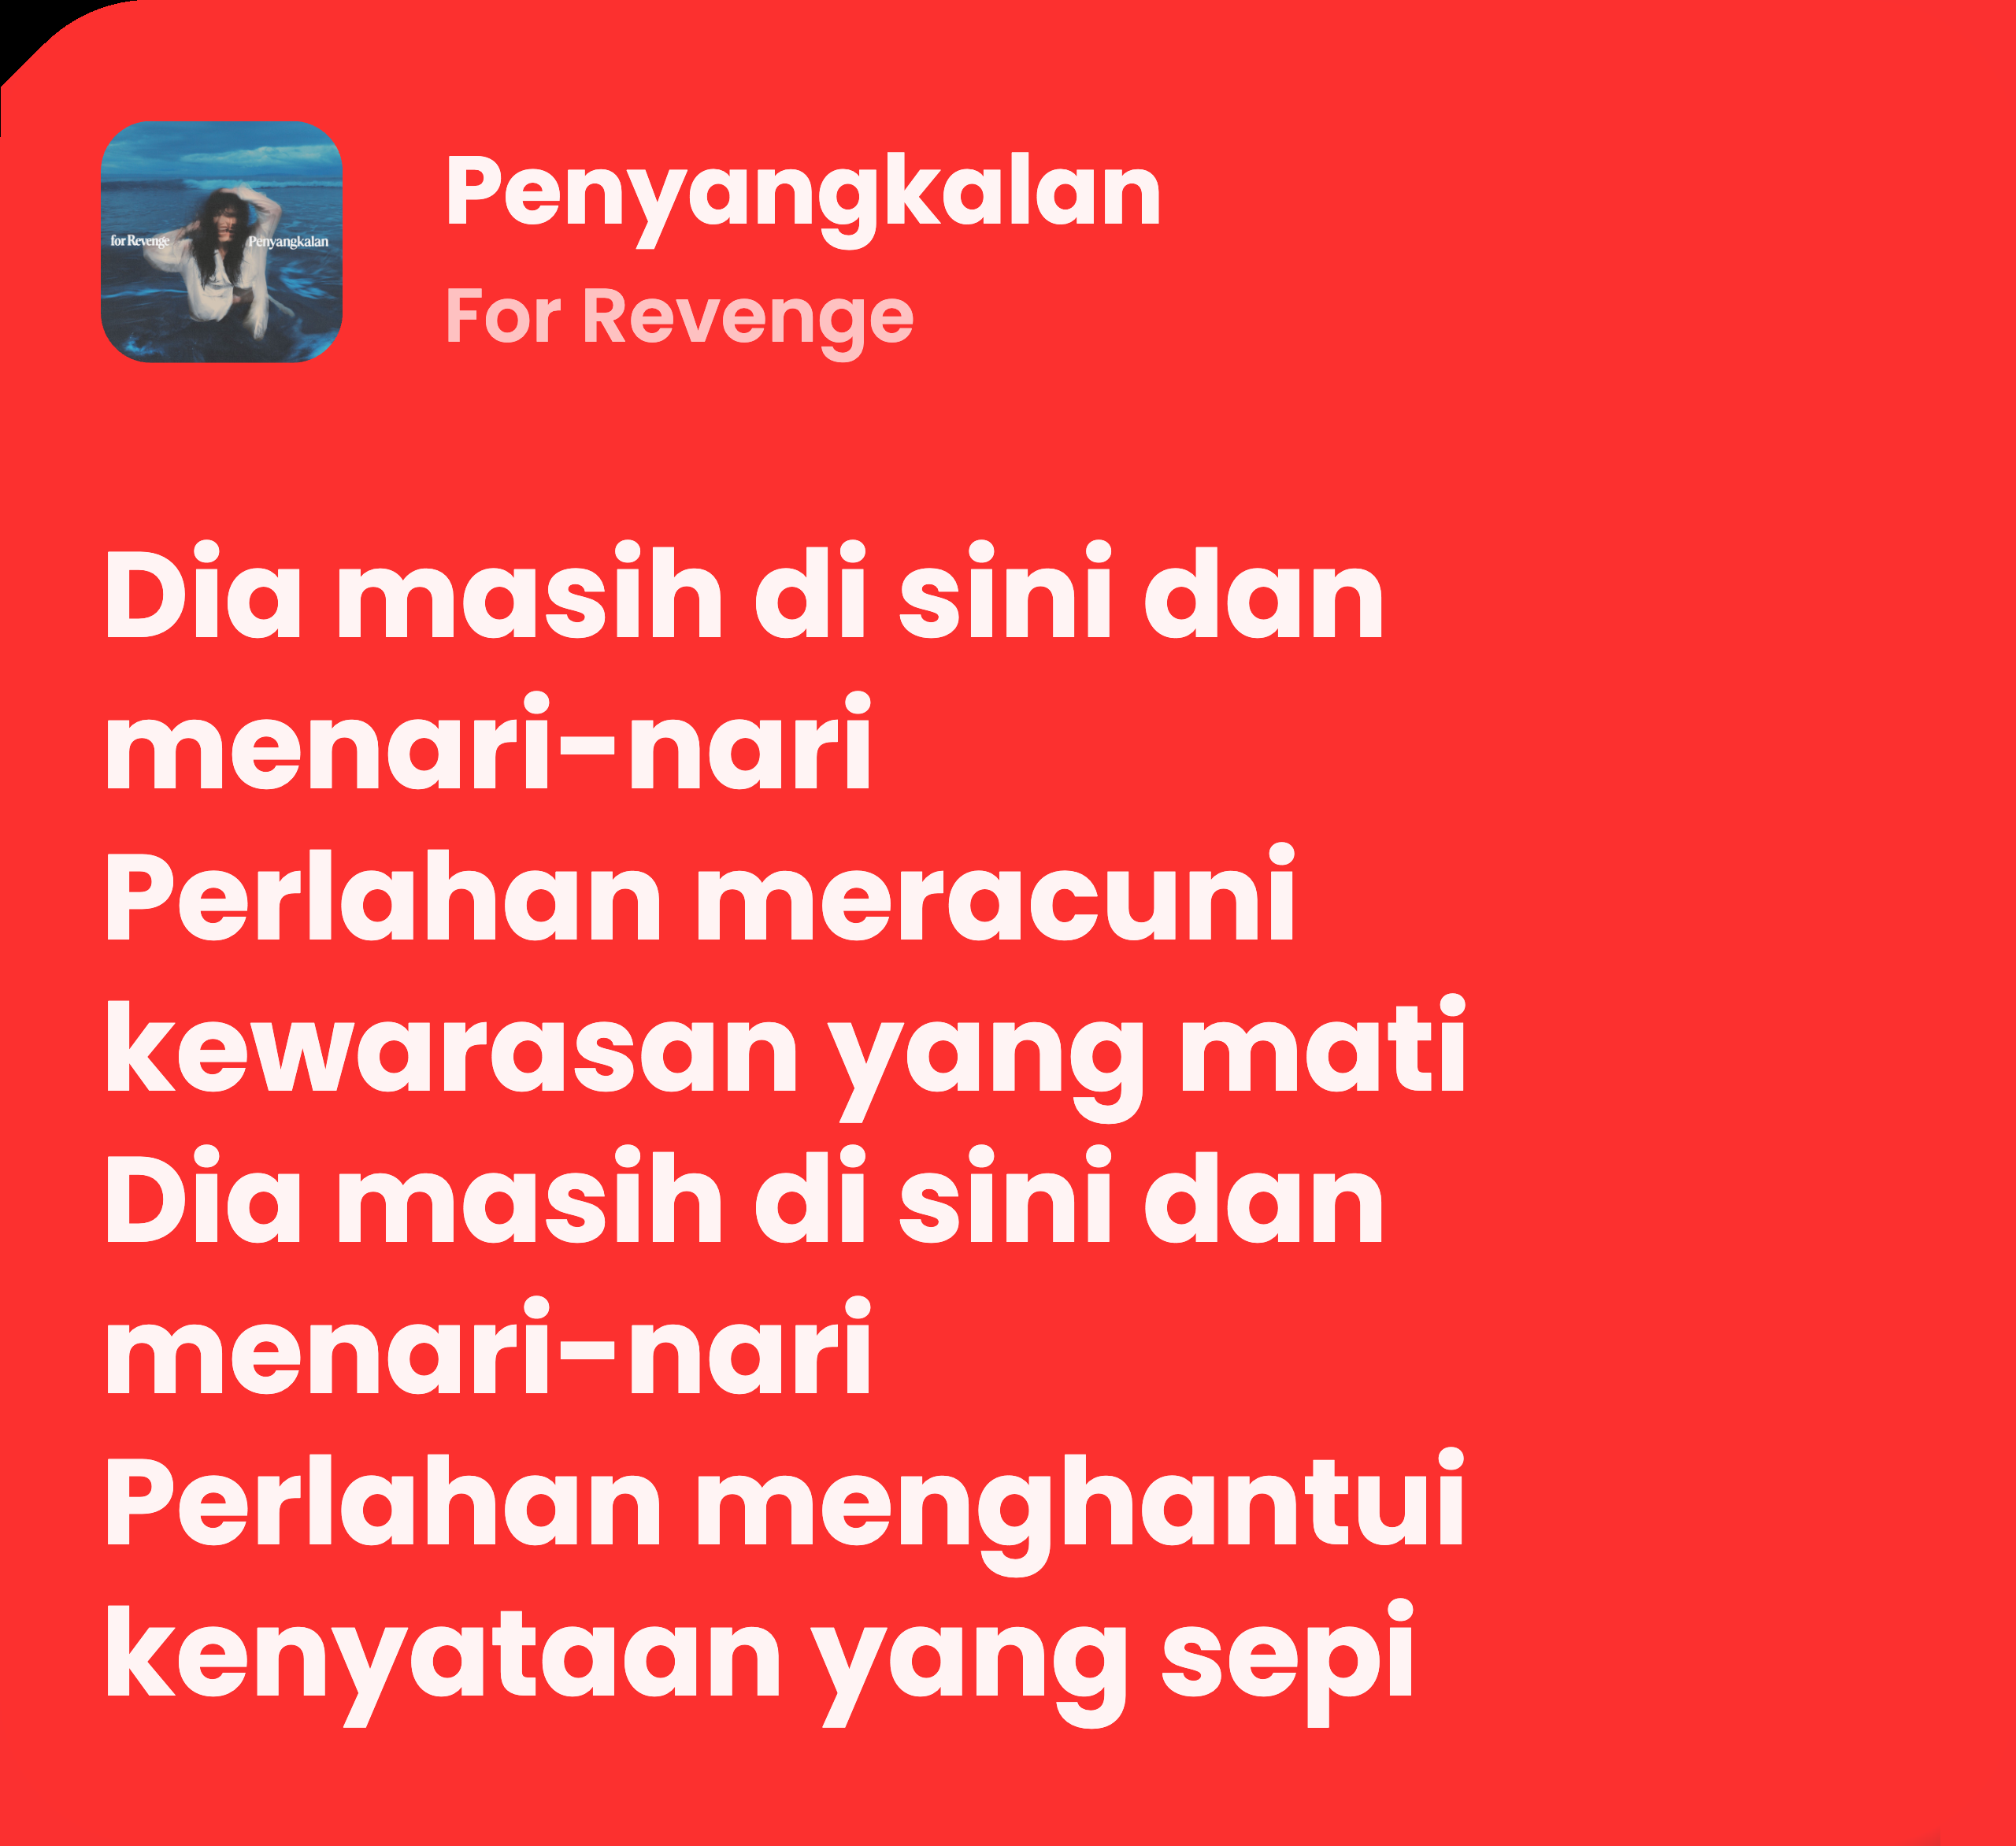 for Revenge Penyangkalan
Penyangkalan
For Revenge
Dia masih di sini dan
menari-nari
Perlahan meracuni
kewarasan yang mati
Dia masih di sini dan
menari-nari
Perlahan menghantui
kenyataan yang sepi